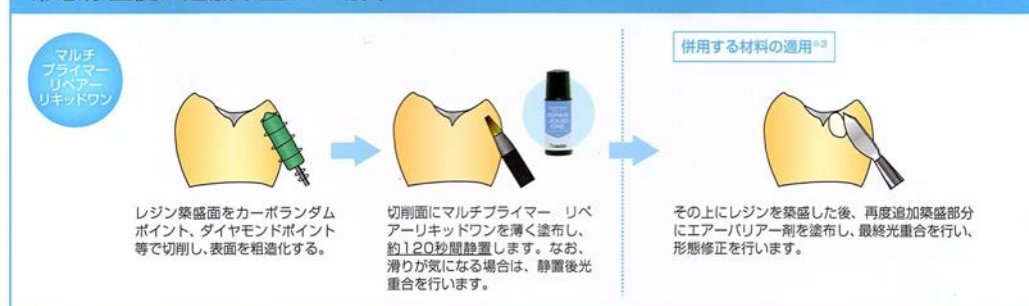 マルチ
プライマー
リペアー
リキッドワン
併用する材料の適用※3
レジン築盛面をカーボランダム
ポイント、ダイヤモンドポイント
等で切削し、表面を粗造化する。
切削面にマルチプライマー リペ
アーリキッドワンを薄く塗布し、
約120秒間静置します。なお、
滑りが気になる場合は、静置後光
重合を行います。
その上にレジンを築盛した後、再度追加築盛部分
にエアーバリアー剤を塗布し、最終光重合を行い、
形態修正を行います。